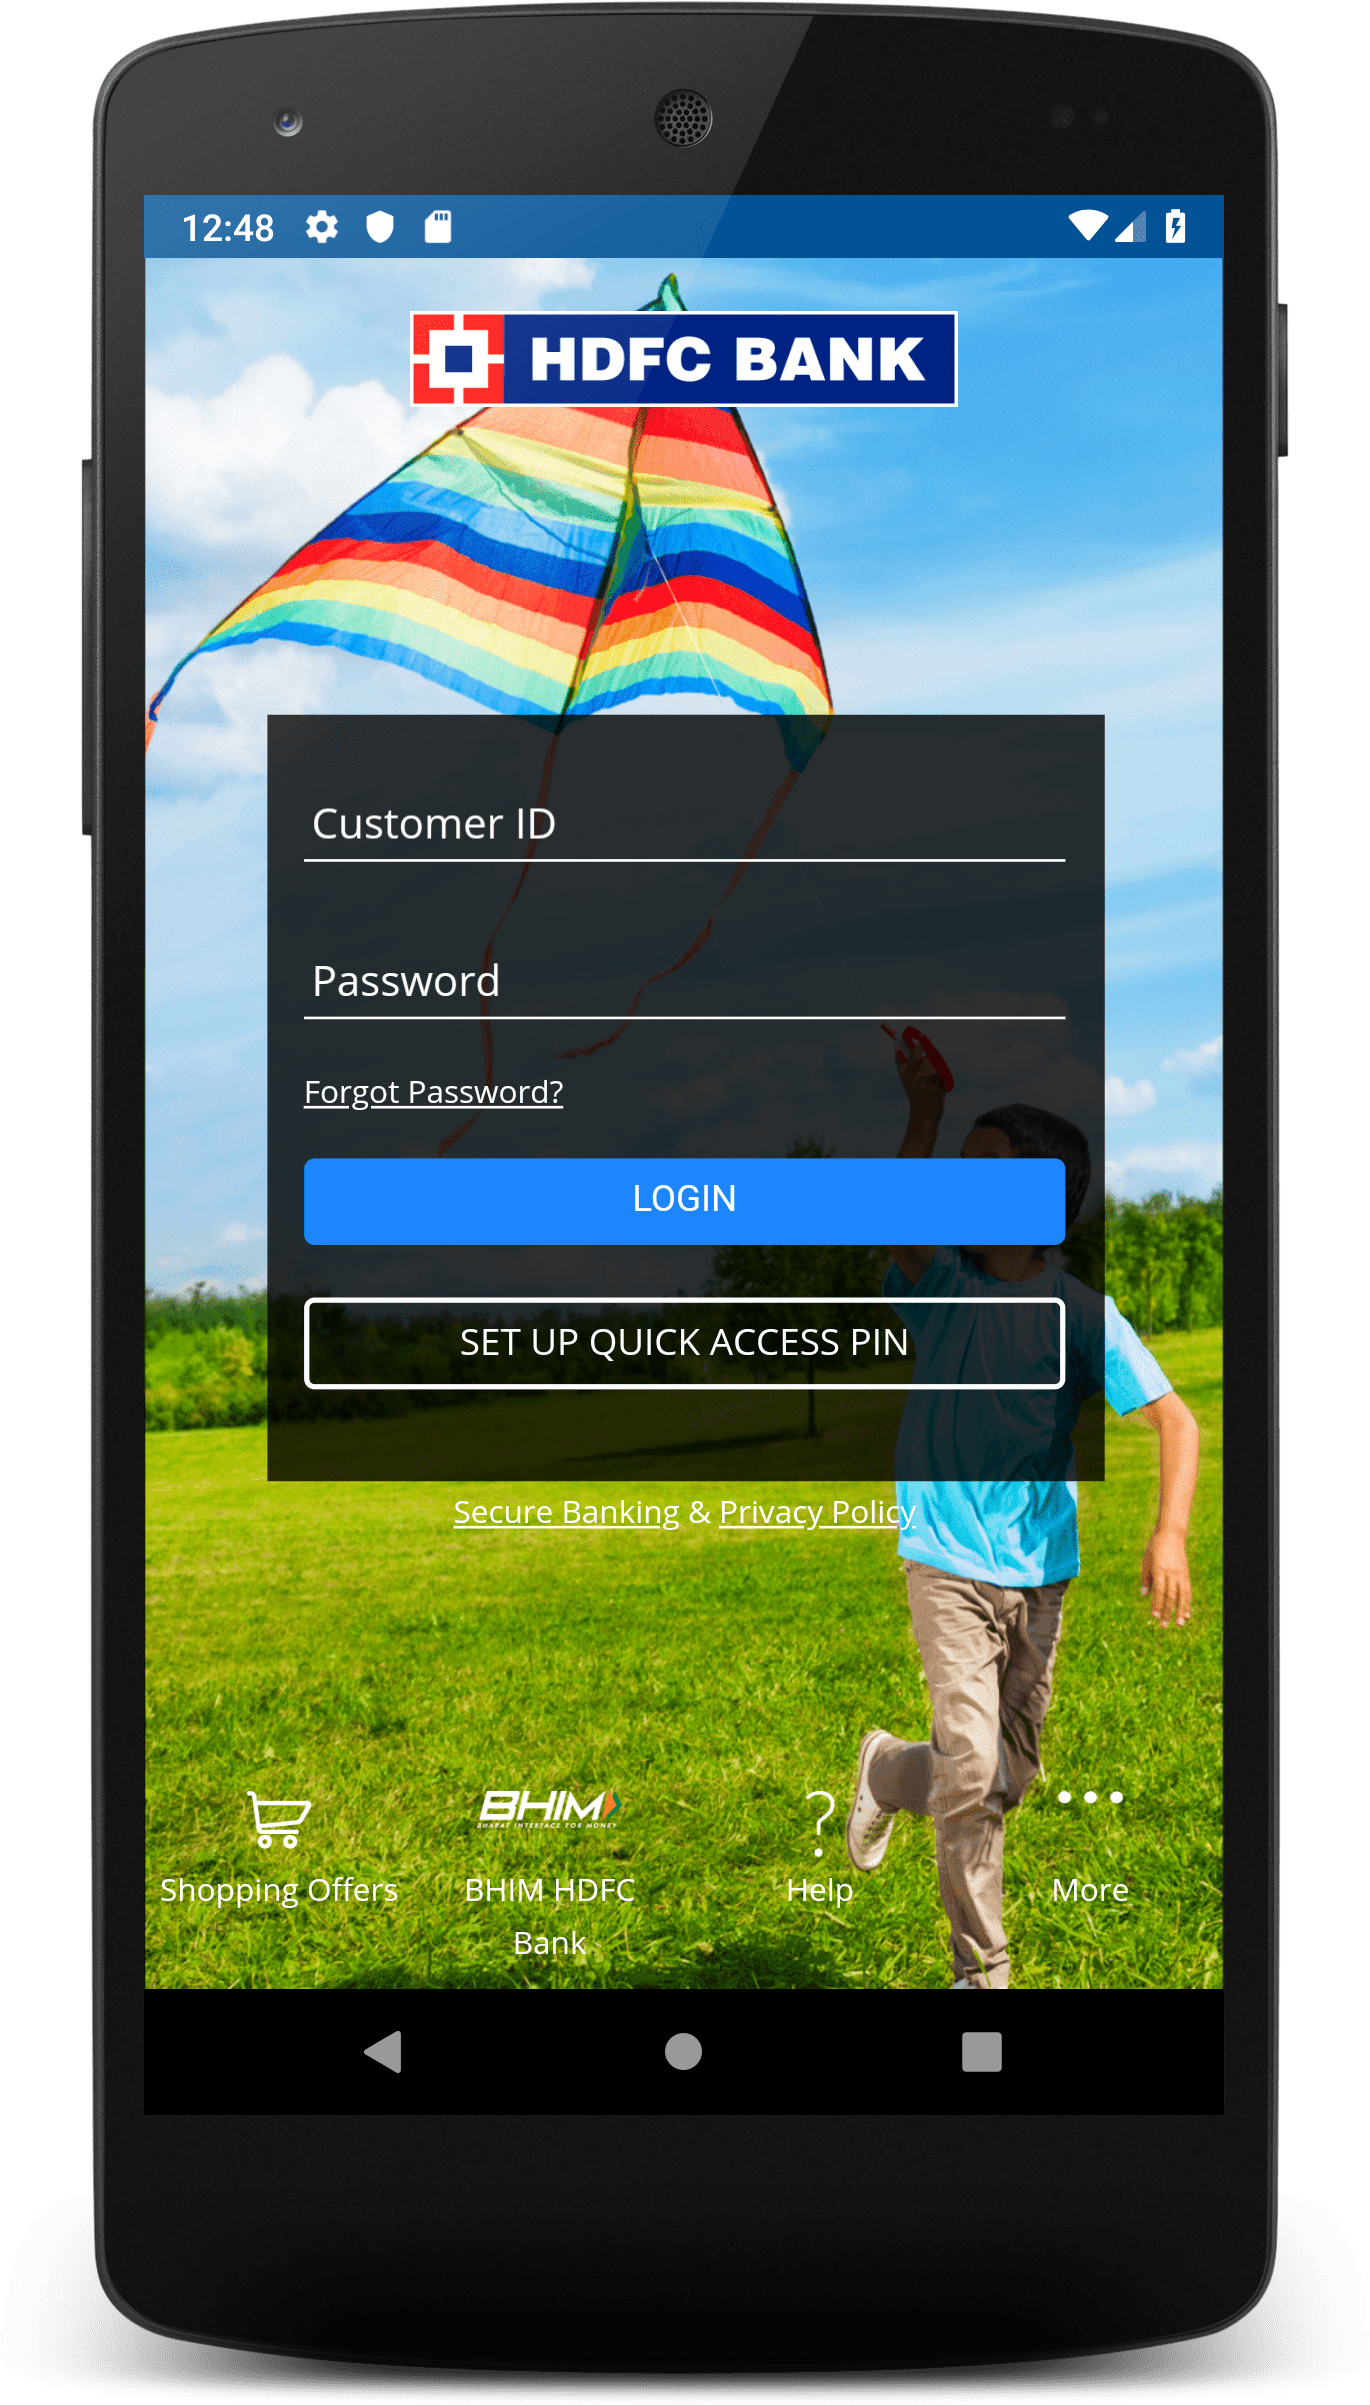 12:48
HDFC BANK
Customer ID
Password
Forgot Password?
LOGIN
SET UP QUICK ACCESS PIN
Secure Banking & Privacy Policy
BHIM
BHARAT INTERFACE FOR MONEY
Shopping Offers
BHIM HDFC
Bank
?
Help
More